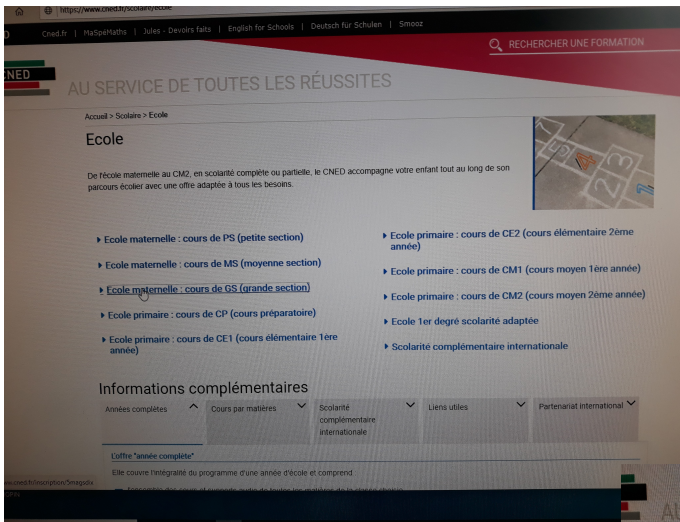 https://www.cned.fr/scolaire/ecole
Cned.fr | MaSpéMaths | Jules - Devoirs faits | English for Schools | Deutsch für Schulen | Smooz
RECHERCHER UNE FORMATION
CNED
AU SERVICE DE TOUTES LES RÉUSSITES
Accueil > Scolaire > Ecole
Ecole
De l'école maternelle au CM2, en scolarité complète ou partielle, le CNED accompagne votre enfant tout au long de son
parcours écolier avec une offre adaptée à tous les besoins.
Ecole maternelle : cours de PS (petite section)
Ecole maternelle : cours de MS (moyenne section)
Ecole maternelle : cours de GS (grande section)
Ecole primaire : cours de CP (cours préparatoire)
Ecole primaire : cours de CE1 (cours élémentaire 1ère
année)
Ecole primaire : cours de CE2 (cours élémentaire 2ème
année)
Ecole primaire : cours de CM1 (cours moyen 1ère année)
Ecole primaire : cours de CM2 (cours moyen 2ème année)
Ecole 1er degré scolarité adaptée
Scolarité complémentaire internationale
Informations complémentaires
Années complètes
Cours par matières
Scolarité
complémentaire
internationale
Liens utiles
Partenariat international
L'offre "année complète"
Elle couvre l'intégralité du programme d'une année d'école et comprend
AU